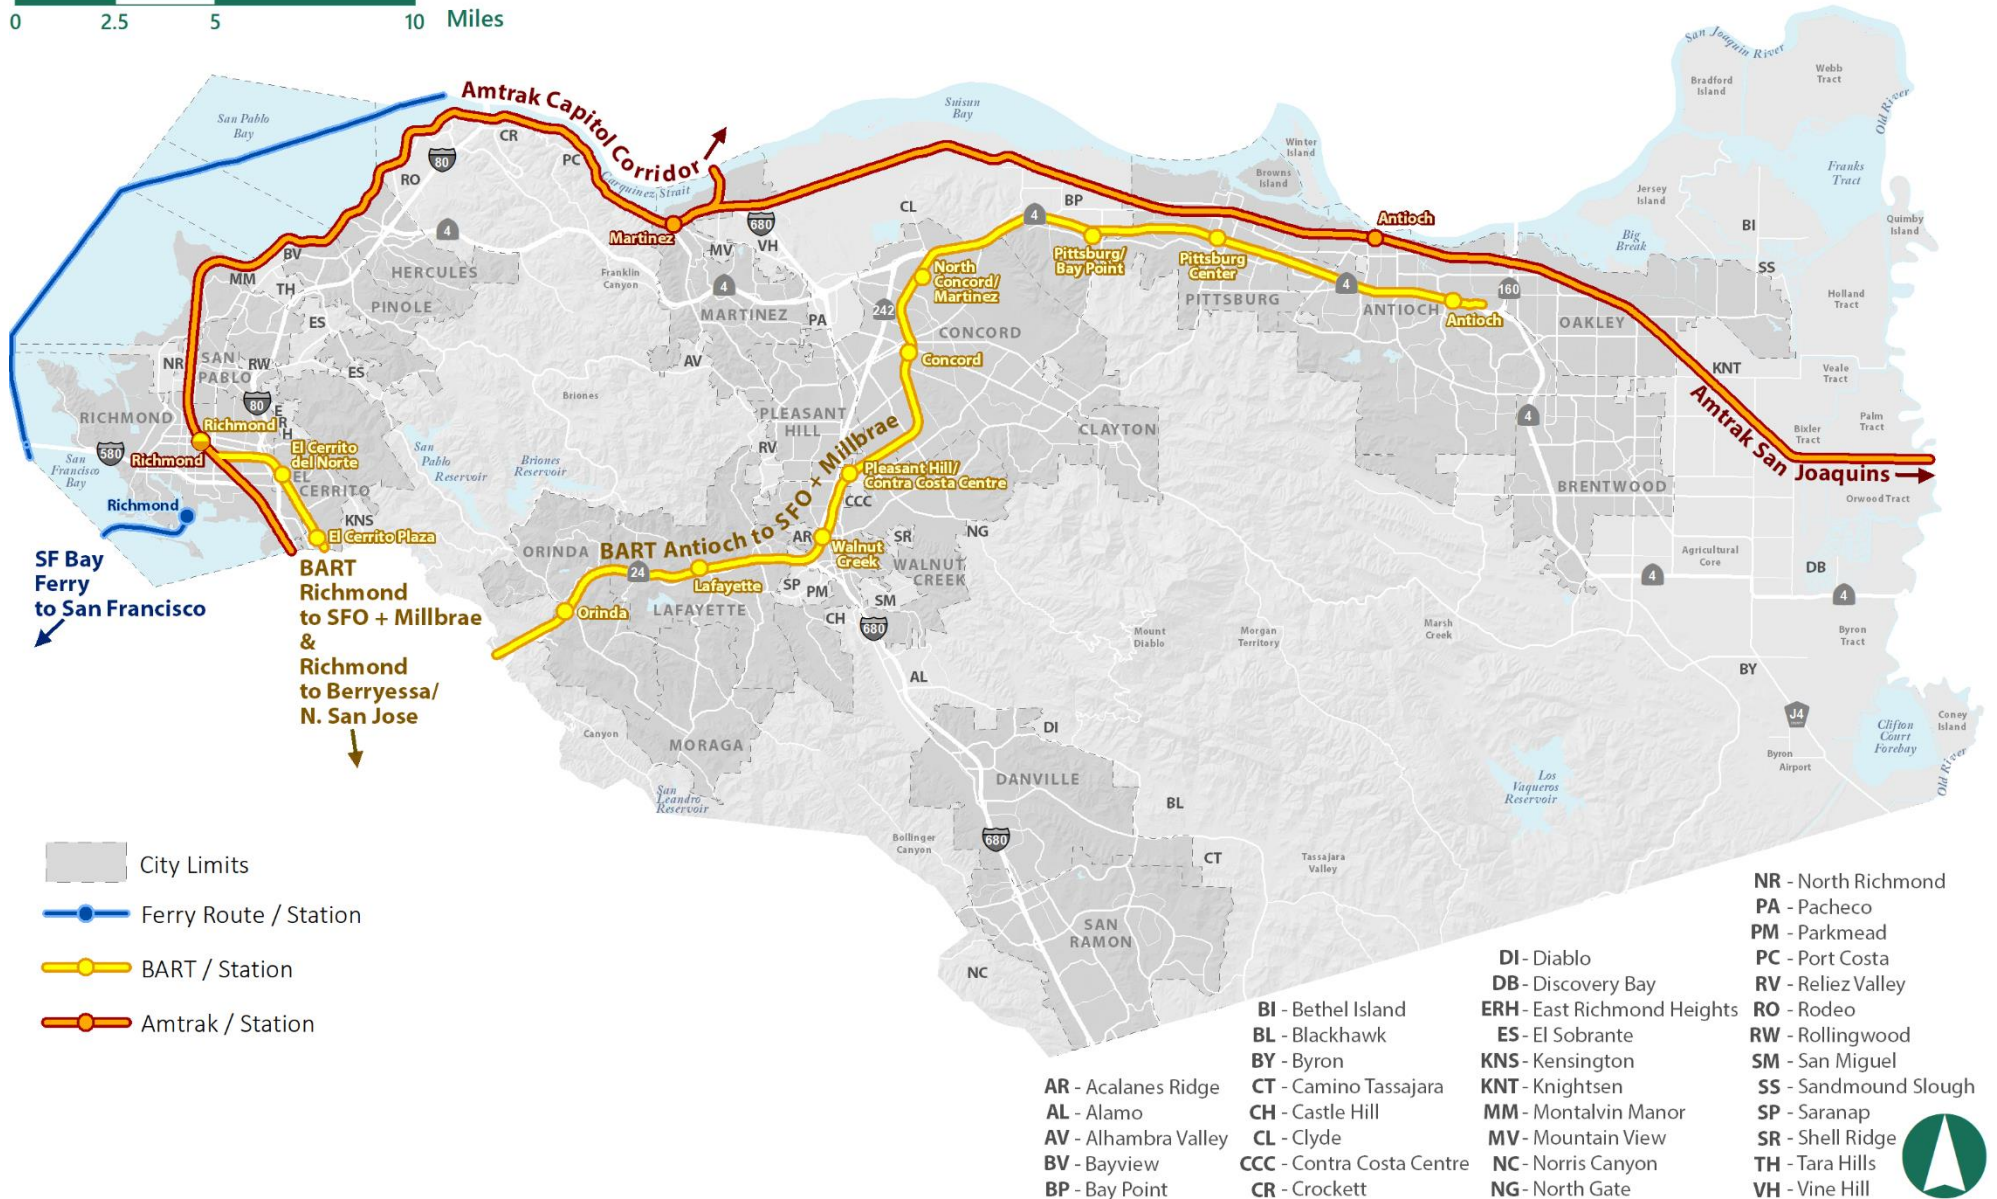 0 2.5 5 10 Miles
San Joaquin River
Webb
Tract
Bradford
Island
Old River
San Pablo
Bay
Amtrak Capitol Corridor
Suisun
Bay
CR
80
PC
RO
Carquinez Strait
Winter
Island
Browns
Island
Franks
Tract
Jersey
Island
Quimby
Island
BI
Big
Break
SS
Holland
Tract
4
BV
MM
TH
HERCULES
PINOLE
ES
Franklin
Canyon
Martinez
680
MV
VH
4
MARTINEZ
PA
CL
4
BP
Antioch
North
Concord/
Martinez
Pittsburg/
Bay Point
Pittsburg
Center
242
CONCORD
PITTSBURG
4
ANTIOCH
Antioch
160
OAKLEY
NR
SAN
PABLO
RW
ES
AV
Concord
KNT
Veale
Tract
RICHMOND
80
E
R
H
Briones
PLEASANT
HILL
CLAYTON
4
Amtrak San Joaquins
Palm
Tract
Bixler
Tract
Richmond
Richmond
580
El Cerrito
del Norte
San
Pablo
Reservoir
Briones
Reservoir
RV
San
Francisco
Bay
EL
CERRITO
Pleasant Hill/
Contra Costa Centre
BRENTWOOD
Orwood Tract
Richmond
KNS
El Cerrito Plaza
CCC
ORINDA
BART Antioch to SFO + Millbrae
AR
SR
NG
Walnut
Creek
WALNUT
CREEK
Agricultural
Core
SF Bay
Ferry
to San Francisco
BART
Richmond
to SFO + Millbrae
&
Richmond
to Berryessa/
N. San Jose
24
Lafayette
SP
PM
SM
4
DB
4
Orinda
LAFAYETTE
CH
680
Mount
Diablo
Morgan
Territory
Marsh
Creek
Byron
Tract
AL
BY
Canyon
MORAGA
DI
J4
Clifton
Court
Forebay
Coney
Island
Byron
Airport
Old River
San
Leandro
Reservoir
DANVILLE
BL
Los
Vaqueros
Reservoir
Bollinger
Canyon
680
CT
Tassajara
Valley
SAN
RAMON
NC
City Limits
Ferry Route / Station
BART / Station
Amtrak / Station
AR - Acalanes Ridge
AL - Alamo
AV - Alhambra Valley
BV - Bayview
BP - Bay Point
BI - Bethel Island
BL - Blackhawk
BY - Byron
CT - Camino Tassajara
CH - Castle Hill
CL - Clyde
CCC - Contra Costa Centre
CR - Crockett
DI - Diablo
DB - Discovery Bay
ERH - East Richmond Heights
ES - El Sobrante
KNS - Kensington
KNT - Knightsen
MM - Montalvin Manor
MV - Mountain View
NC - Norris Canyon
NG - North Gate
NR - North Richmond
PA - Pacheco
PM - Parkmead
PC - Port Costa
RV - Reliez Valley
RO - Rodeo
RW - Rollingwood
SM - San Miguel
SS - Sandmound Slough
SP - Saranap
SR - Shell Ridge
TH - Tara Hills
VH - Vine Hill